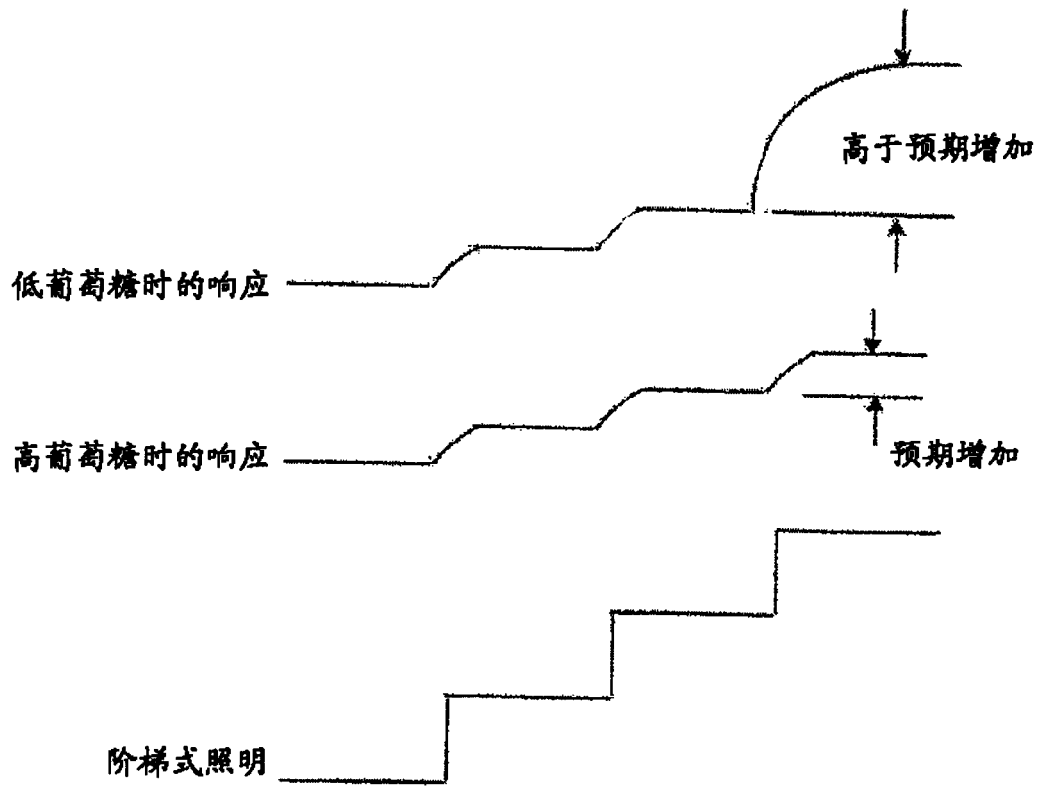 高于预期增加
低葡萄糖时的响应
高葡萄糖时的响应
预期增加
阶梯式照明